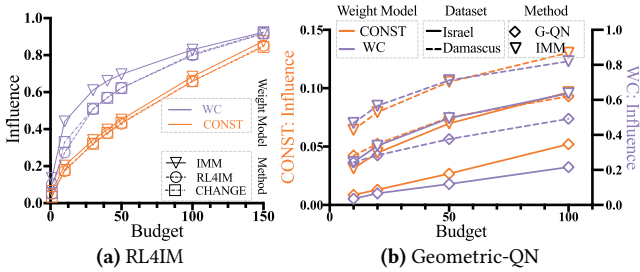 1.0
0.8
0.6
0.4
0.2
0.0
Influence
0
50
100
150
Budget
WC
CONST
Weight Model
IMM
RL4IM
CHANGE
Method
(a) RL4IM
Weight Model
Dataset
Method
CONST
Israel
G-QN
WC
Damascus
IMM
CONST: Influence
0.15
0.10
0.05
0.00
0
50
100
Budget
1.0
0.8
0.6
0.4
0.2
0.0
WC: Influence
(b) Geometric-QN